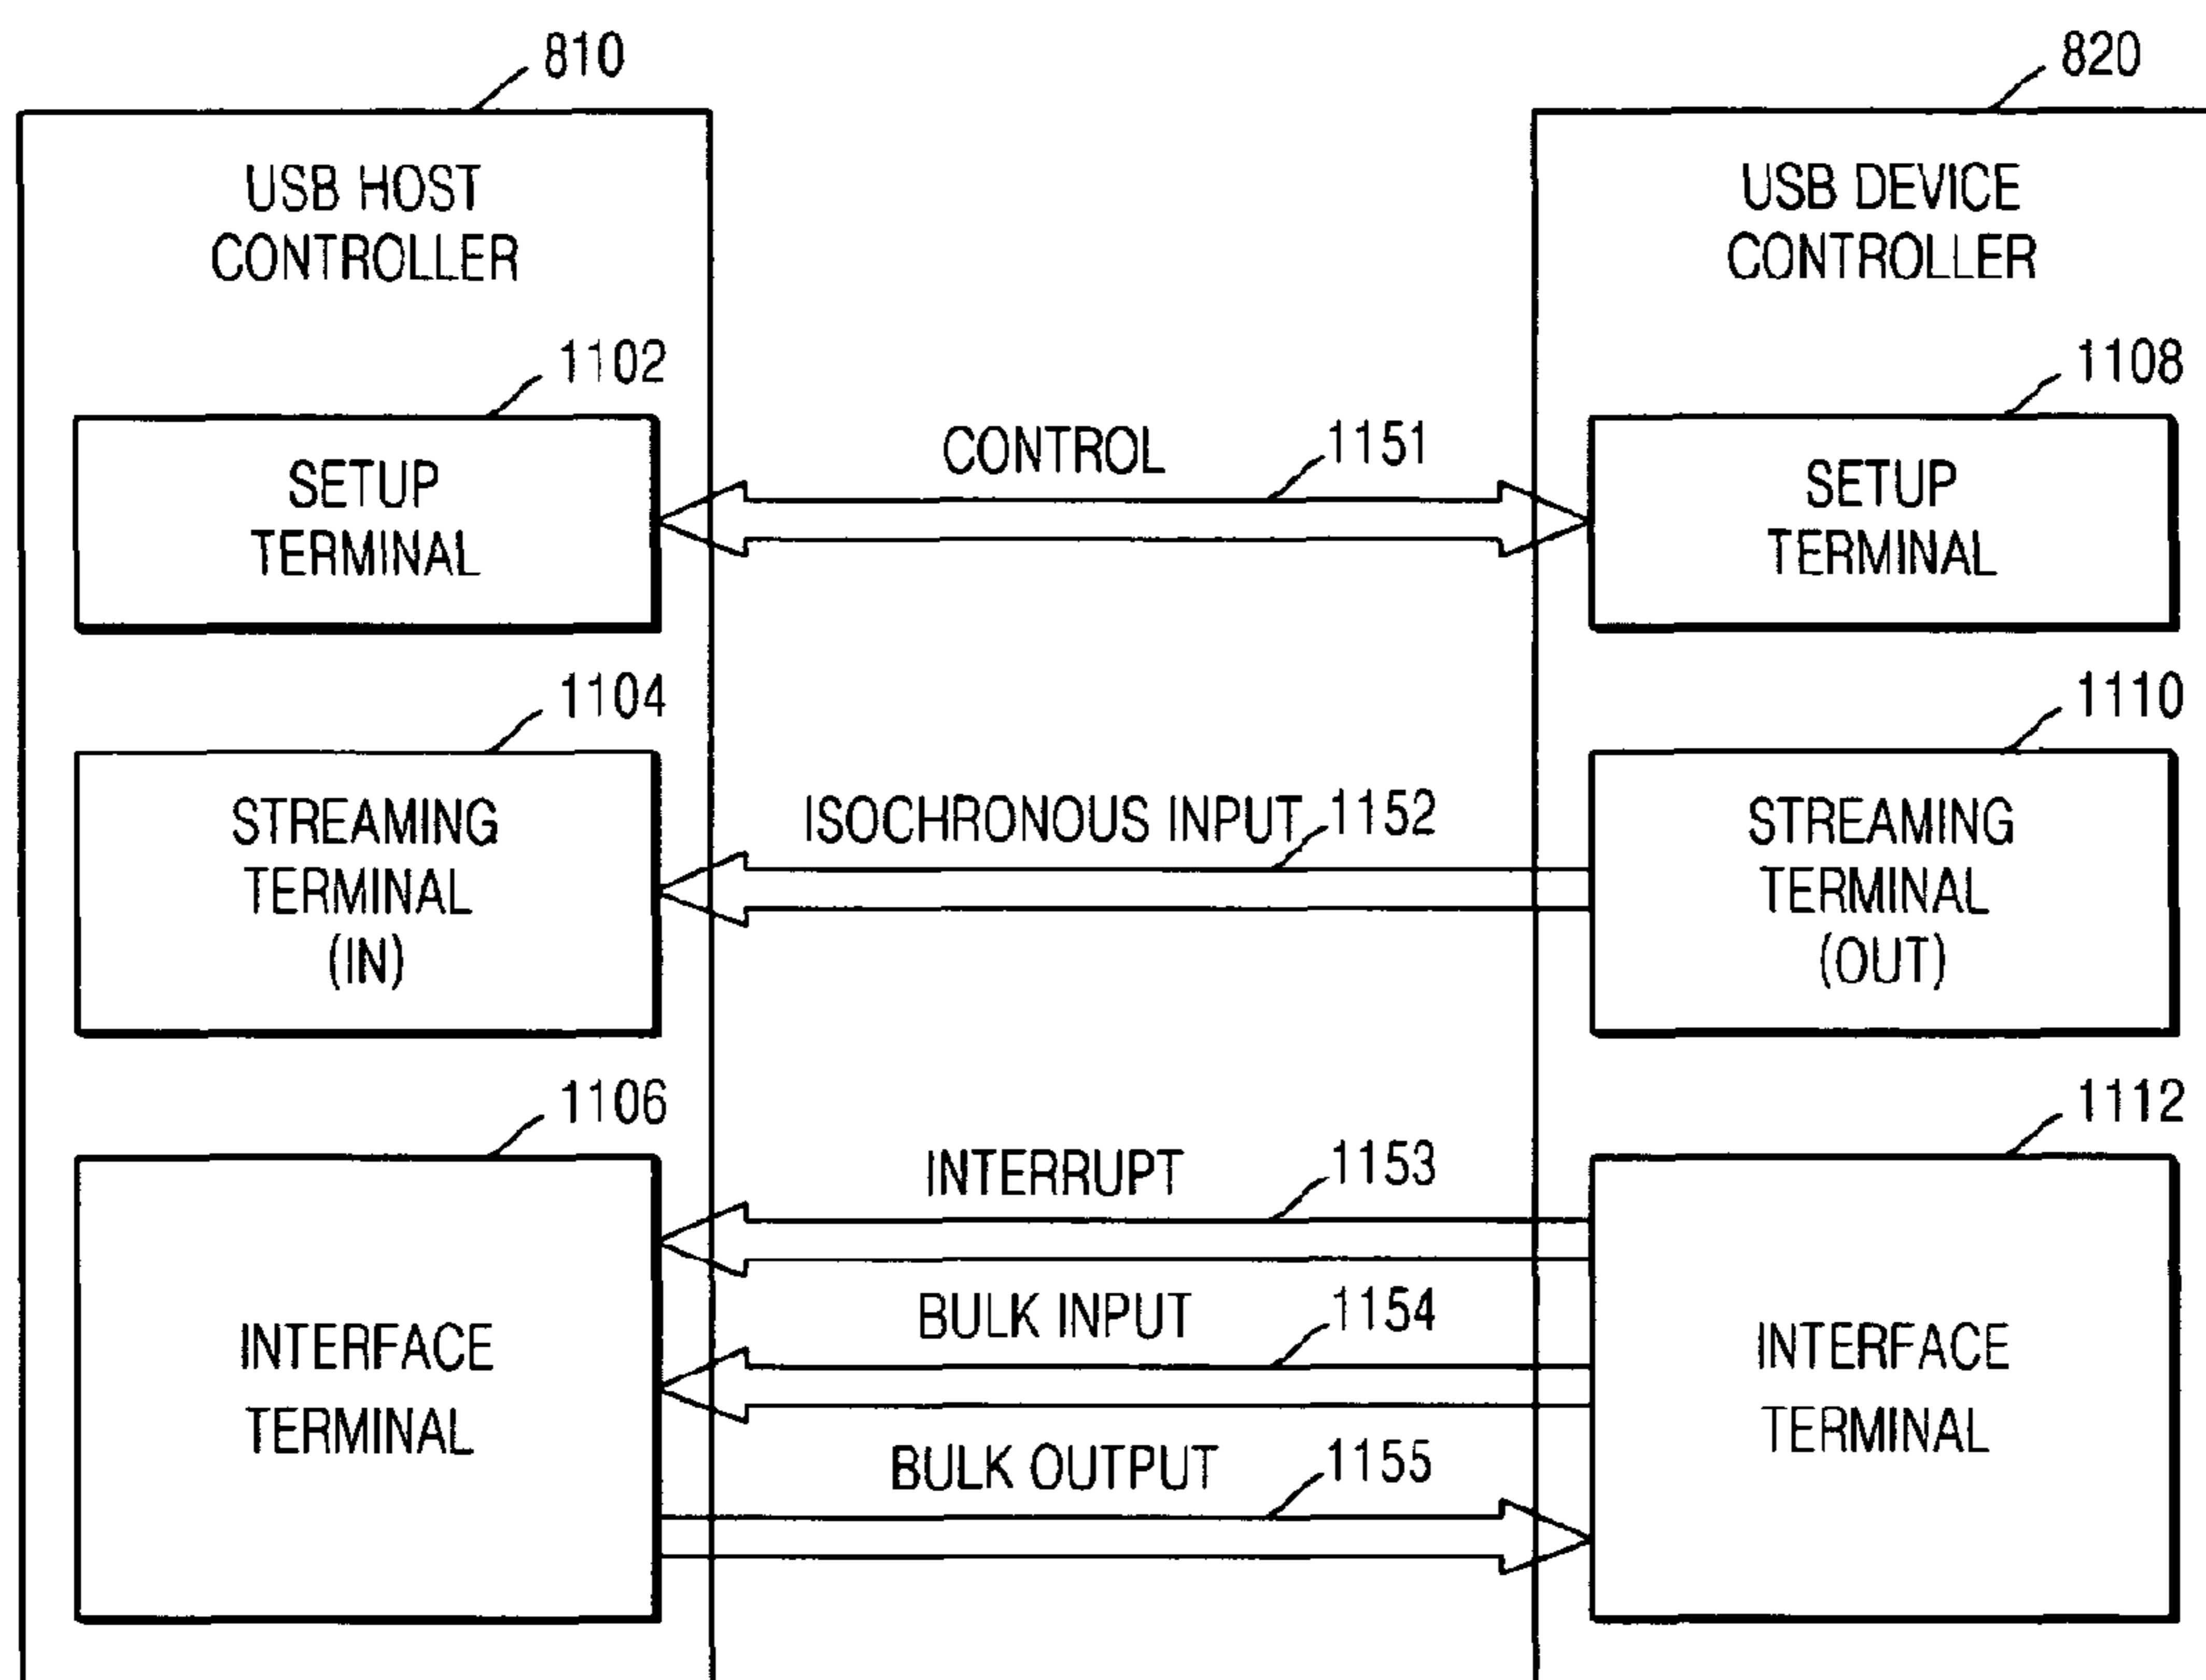 810
820
USB HOST
CONTROLLER
USB DEVICE
CONTROLLER
1102
1108
SETUP
TERMINAL
CONTROL
1151
SETUP
TERMINAL
1104
1110
STREAMING
TERMINAL
(IN)
ISOCHRONOUS INPUT
1152
STREAMING
TERMINAL
(OUT)
1106
1112
INTERFACE
TERMINAL
INTERRUPT
1153
BULK INPUT
1154
BULK OUTPUT
1155
INTERFACE
TERMINAL